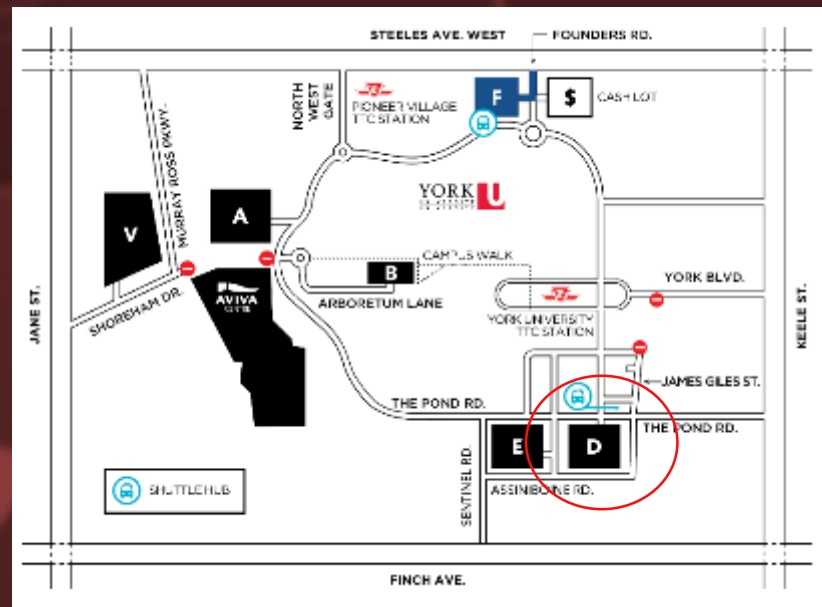 STEELES AVE. WEST
FOUNDERS RD.
NORTH
WEST
GATE
PIONEER VILLAGE
TTC STATION
F
$
CASH LOT
MURRAY ROSS PKWY.
YORK U
V
A
CAMPUS WALK
B
ARBORETUM LANE
AVIVA
CENTRE
SHOREHAM DR.
YORK BLVD.
YORK UNIVERSITY
TTC STATION
JANE ST.
KEELE ST.
JAMES GILES ST.
THE POND RD.
THE POND RD.
E
D
SENTINEL RD.
ASSINIBOINE RD.
SHUTTLE HUB
FINCH AVE.